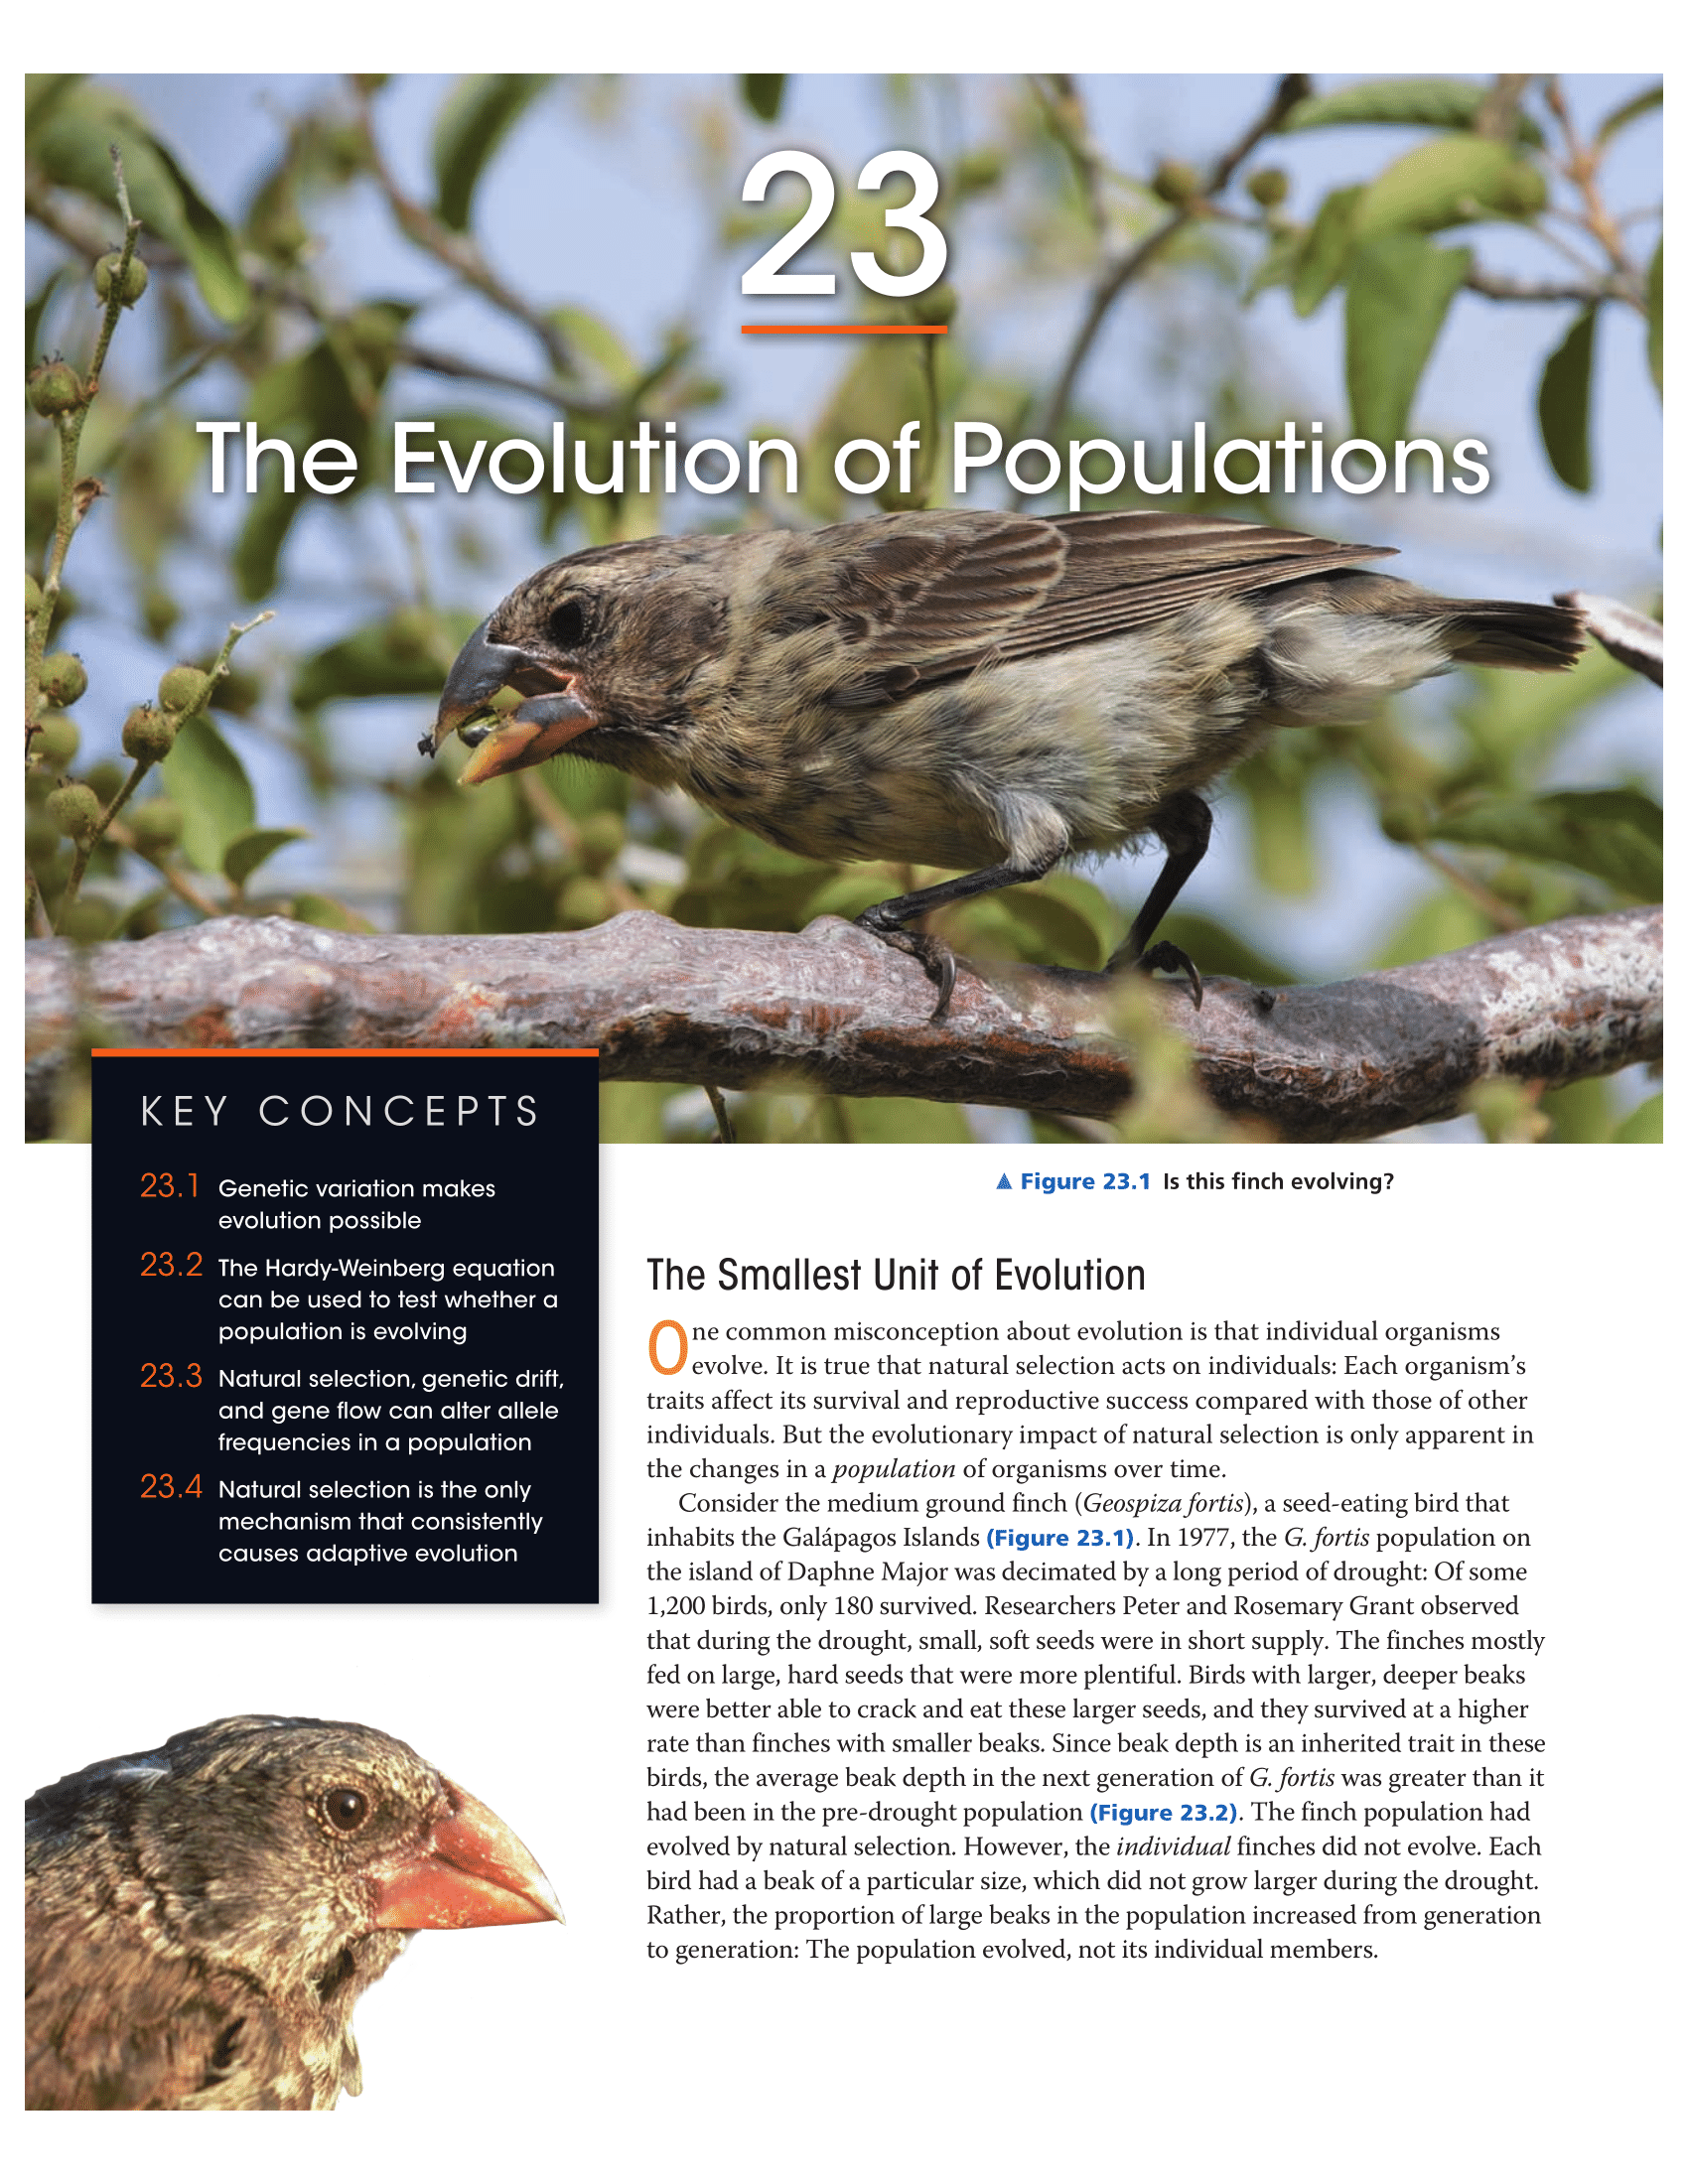 23
The Evolution of Populations
KEY CONCEPTS
23.1 Genetic variation makes
evolution possible
23.2 The Hardy-Weinberg equation
can be used to test whether a
population is evolving
23.3 Natural selection, genetic drift,
and gene flow can alter allele
frequencies in a population
23.4 Natural selection is the only
mechanism that consistently
causes adaptive evolution
▲ Figure 23.1 Is this finch evolving?
The Smallest Unit of Evolution
One common misconception about evolution is that individual organisms
evolve. It is true that natural selection acts on individuals: Each organism’s
traits affect its survival and reproductive success compared with those of other
individuals. But the evolutionary impact of natural selection is only apparent in
the changes in a population of organisms over time.
Consider the medium ground finch (Geospiza fortis), a seed-eating bird that
inhabits the Galápagos Islands (Figure 23.1). In 1977, the G. fortis population on
the island of Daphne Major was decimated by a long period of drought: Of some
1,200 birds, only 180 survived. Researchers Peter and Rosemary Grant observed
that during the drought, small, soft seeds were in short supply. The finches mostly
fed on large, hard seeds that were more plentiful. Birds with larger, deeper beaks
were better able to crack and eat these larger seeds, and they survived at a higher
rate than finches with smaller beaks. Since beak depth is an inherited trait in these
birds, the average beak depth in the next generation of G. fortis was greater than it
had been in the pre-drought population (Figure 23.2). The finch population had
evolved by natural selection. However, the individual finches did not evolve. Each
bird had a beak of a particular size, which did not grow larger during the drought.
Rather, the proportion of large beaks in the population increased from generation
to generation: The population evolved, not its individual members.